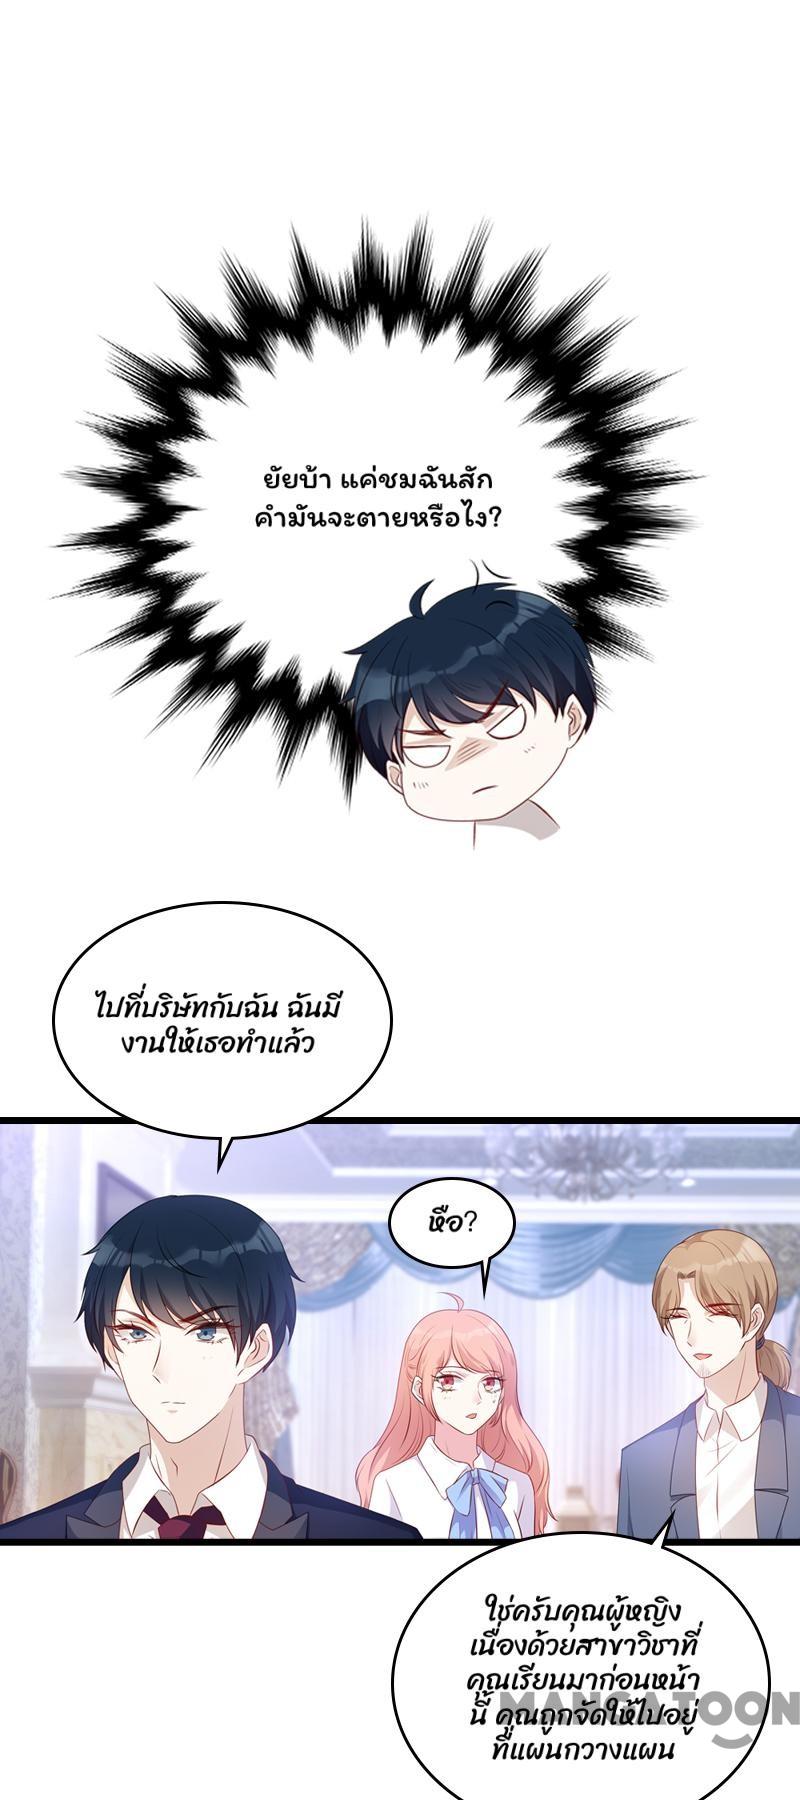 ยัยบ้า แค่ชมฉันสัก
คำมันจะตายหรือไง?
ไปที่บริษัทกับฉัน ฉันมี
งานให้เธอทำแล้ว
หือ?
ใช่ครับคุณผู้หญิง
เนื่องด้วยสาขาวิชาที่
คุณเรียนมาก่อนหน้า
นี้ คุณถูกจัดให้ไปอยู่
ที่แผนกวางแผน
MANGATOON